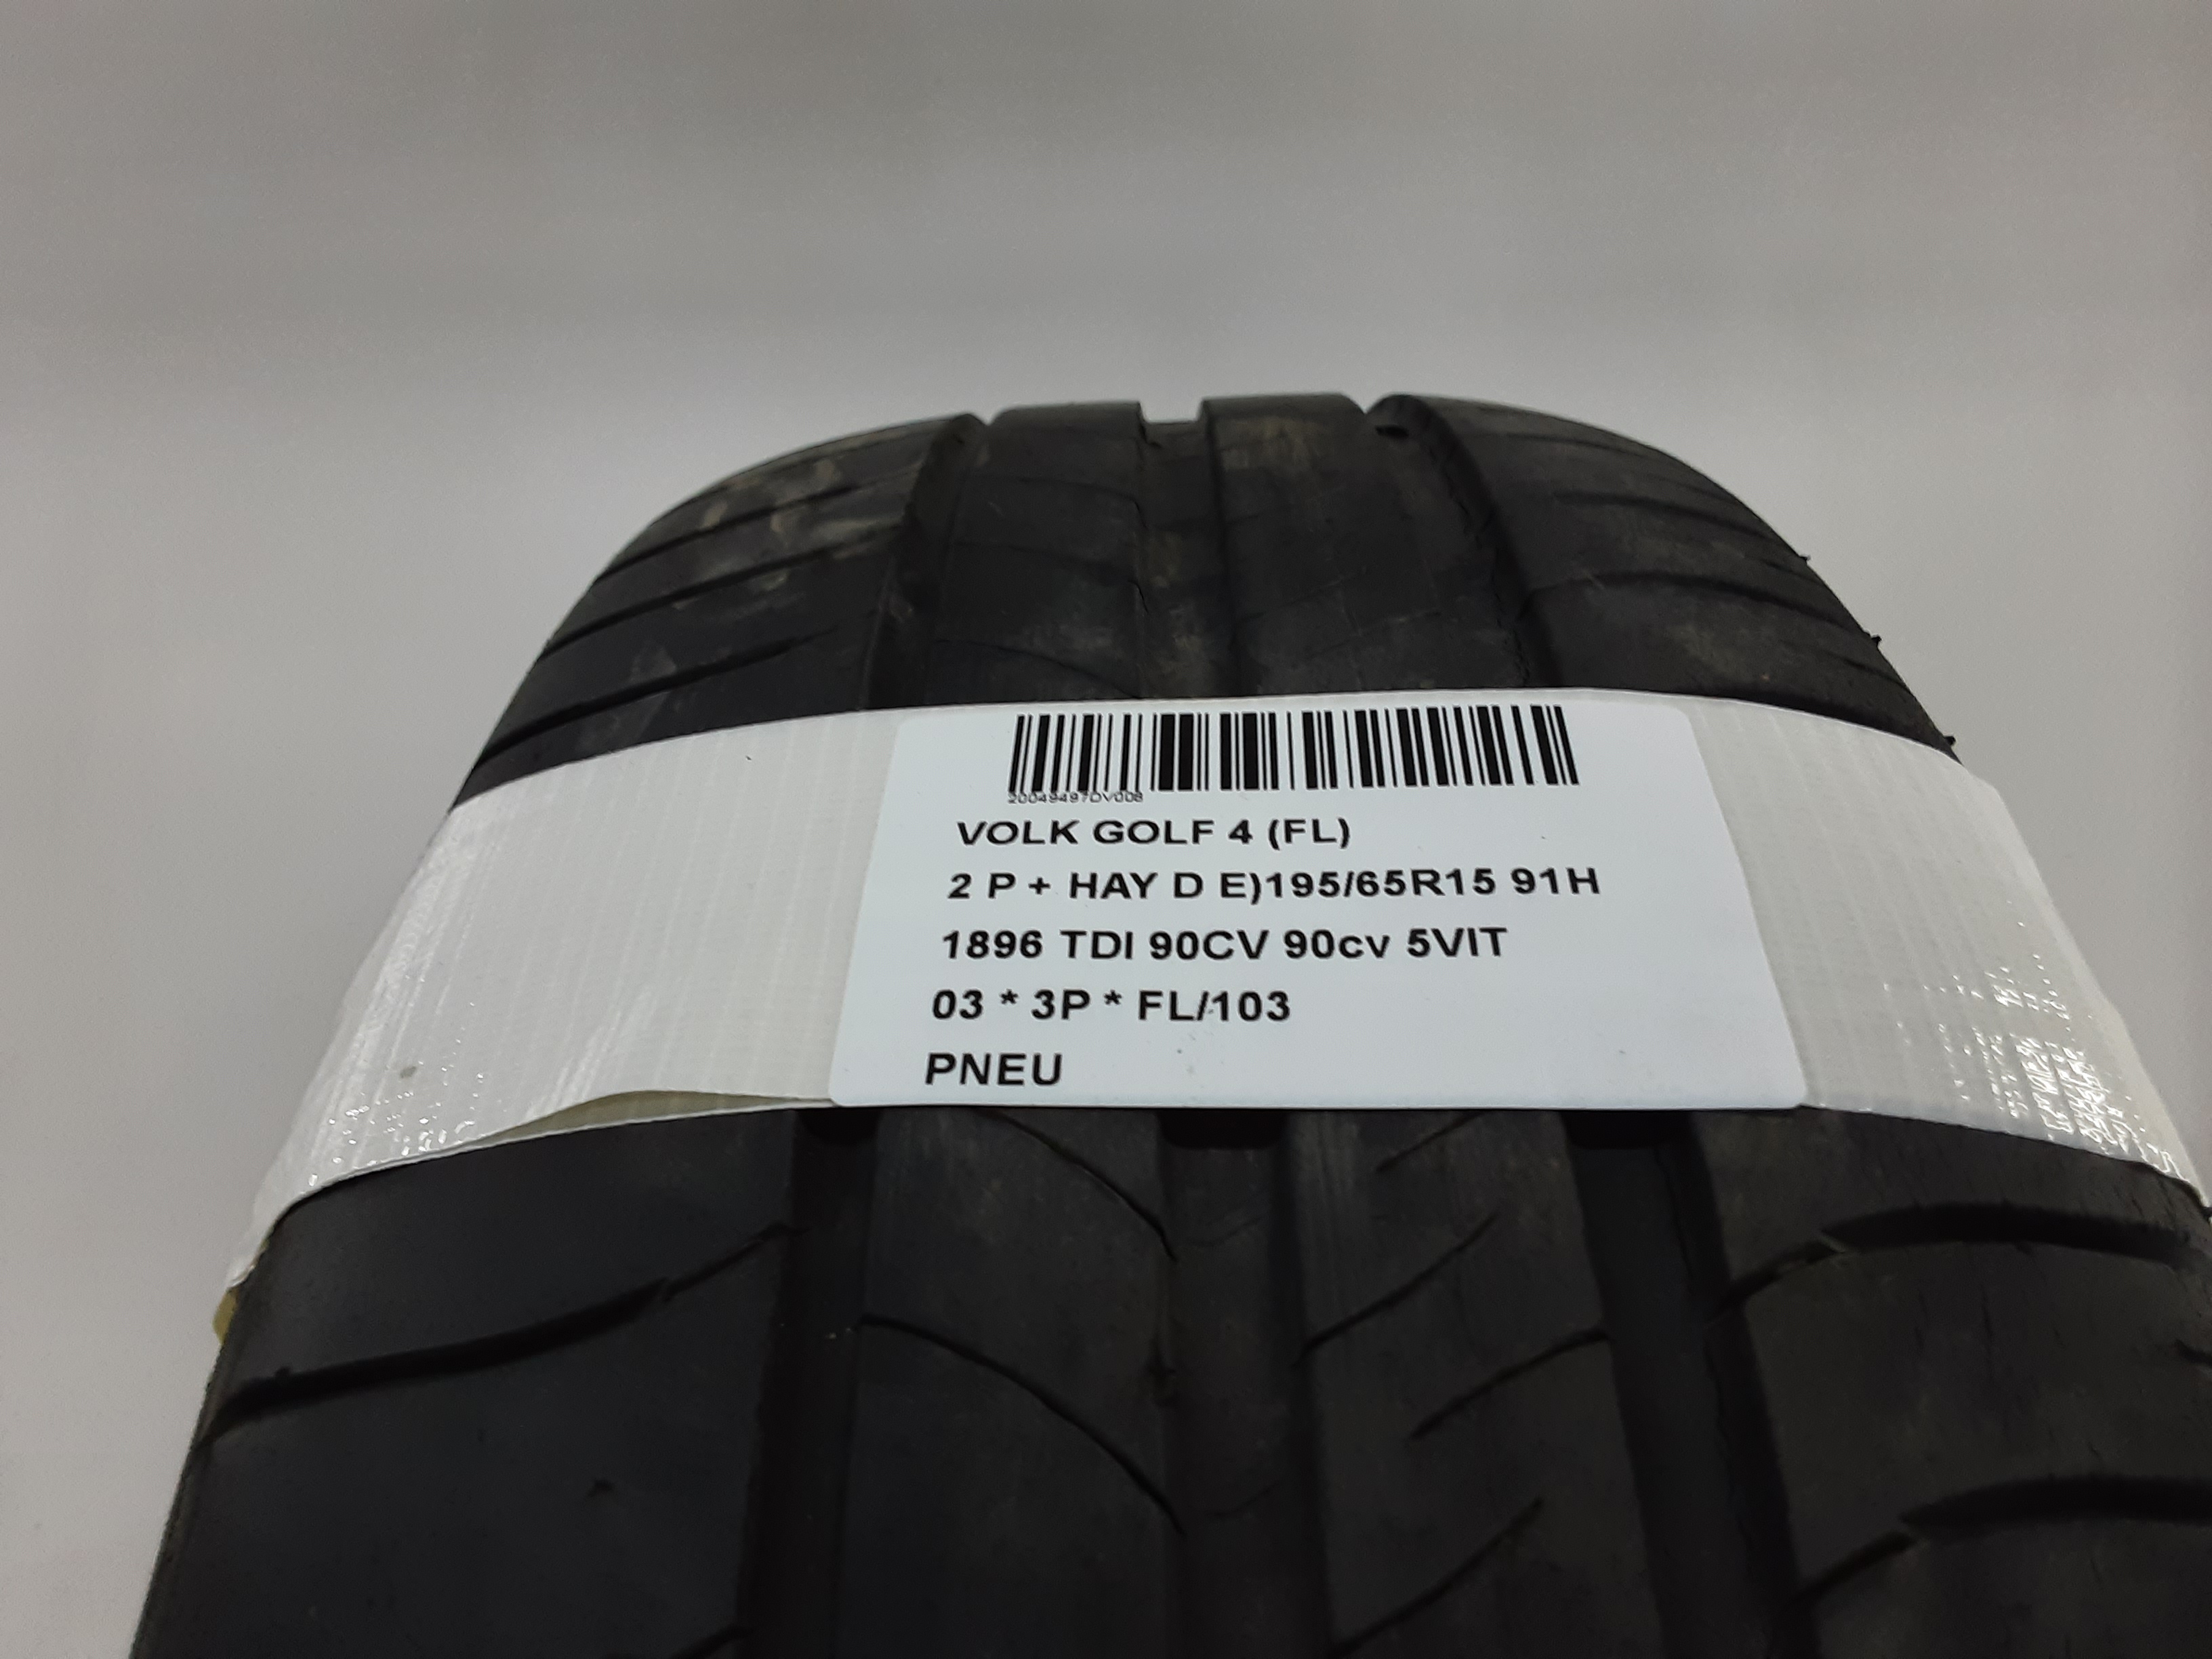 20049497DV008
VOLK GOLF 4 (FL)
2 P + HAY D E)195/65R15 91H
1896 TDI 90CV 90cv 5VIT
03 * 3P * FL/103
PNEU